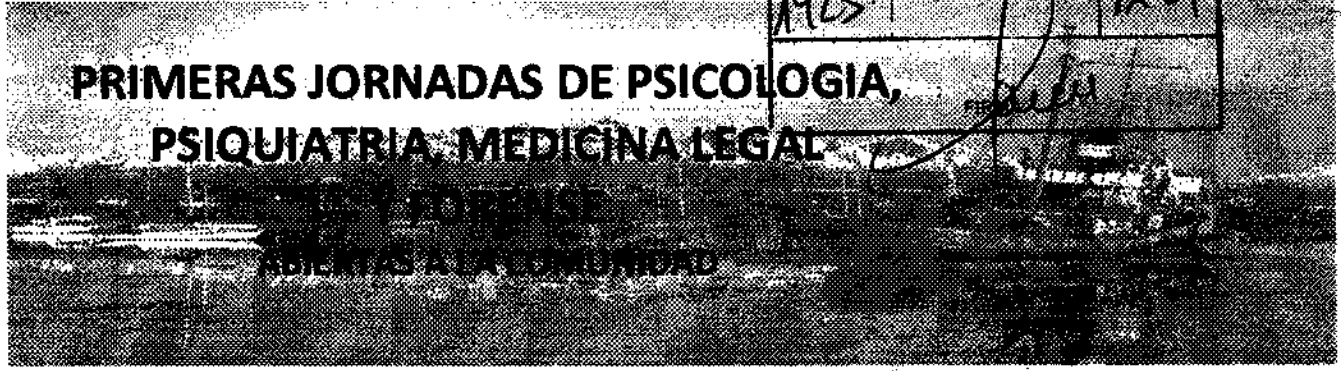 PRIMERAS JORNADAS DE PSICOLOGIA,
PSIQUIATRIA, MEDICINA LEGAL
Y FORENSE
ABIERTAS A LA COMUNIDAD